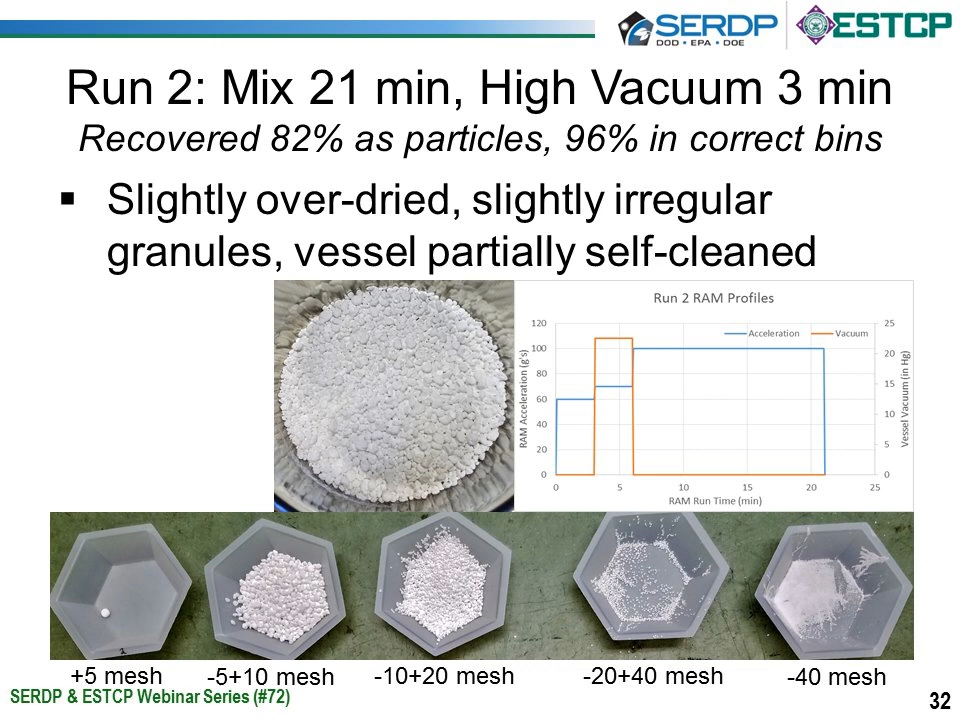 SERDP
DOD • EPA • DOE
ESTCP
Run 2: Mix 21 min, High Vacuum 3 min
Recovered 82% as particles, 96% in correct bins
▪ Slightly over-dried, slightly irregular
granules, vessel partially self-cleaned
Run 2 RAM Profiles
Acceleration
Vacuum
RAM Acceleration (g's)
120
100
80
60
40
20
0
25
20
15
10
5
0
Vessel Vacuum (in Hg)
0 5 10 15 20 25
RAM Run Time (min)
2
+5 mesh
-5+10 mesh
-10+20 mesh
-20+40 mesh
-40 mesh
SERDP & ESTCP Webinar Series (#72)
32